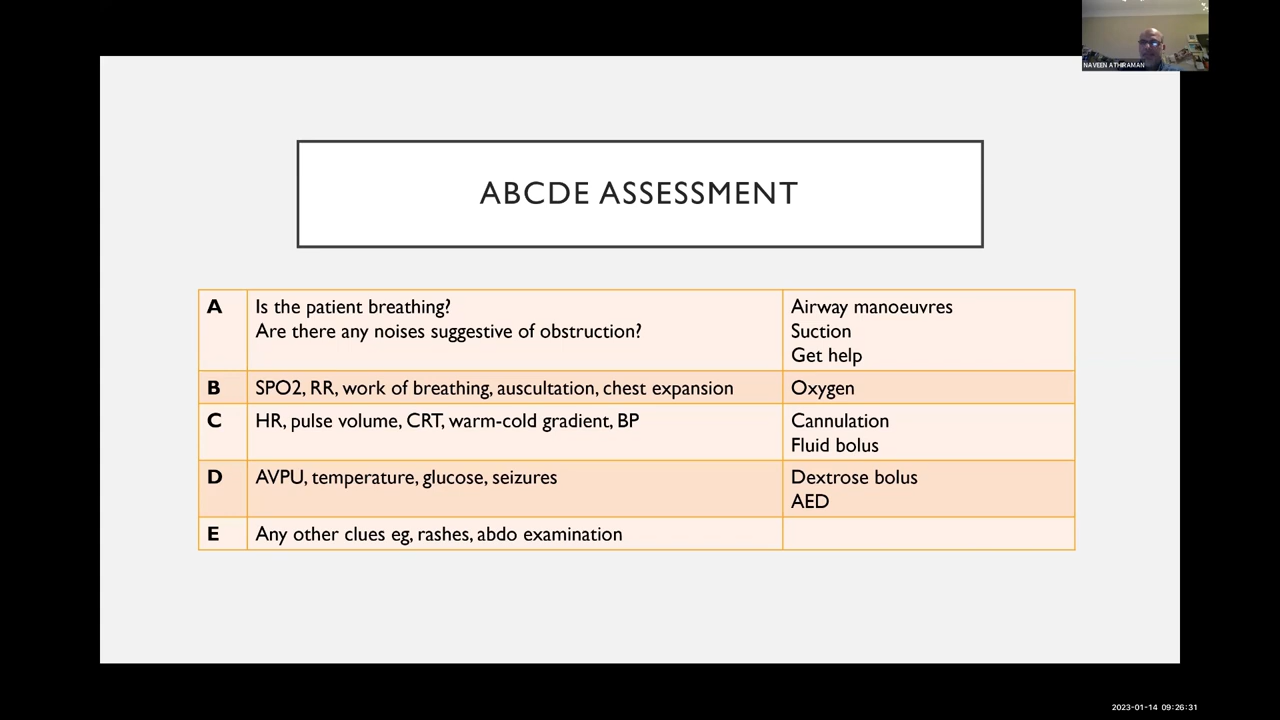 NAVEEN ATHIRAMAN
ABCDE ASSESSMENT
A
Is the patient breathing?
Are there any noises suggestive of obstruction?
Airway manoeuvres
Suction
Get help
B
SPO2, RR, work of breathing, auscultation, chest expansion
Oxygen
C
HR, pulse volume, CRT, warm-cold gradient, BP
Cannulation
Fluid bolus
D
AVPU, temperature, glucose, seizures
Dextrose bolus
AED
E
Any other clues eg, rashes, abdo examination
2023-01-14 09:26:31